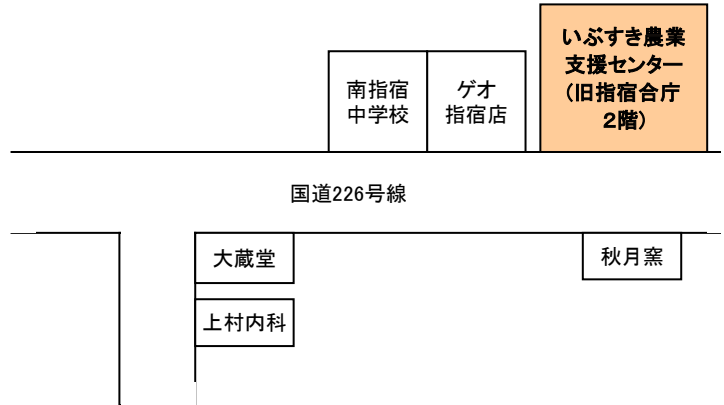 いぶすき農業
支援センター
（旧指宿合庁
２階）
南指宿
中学校
ゲオ
指宿店
国道226号線
大蔵堂
秋月窯
上村内科